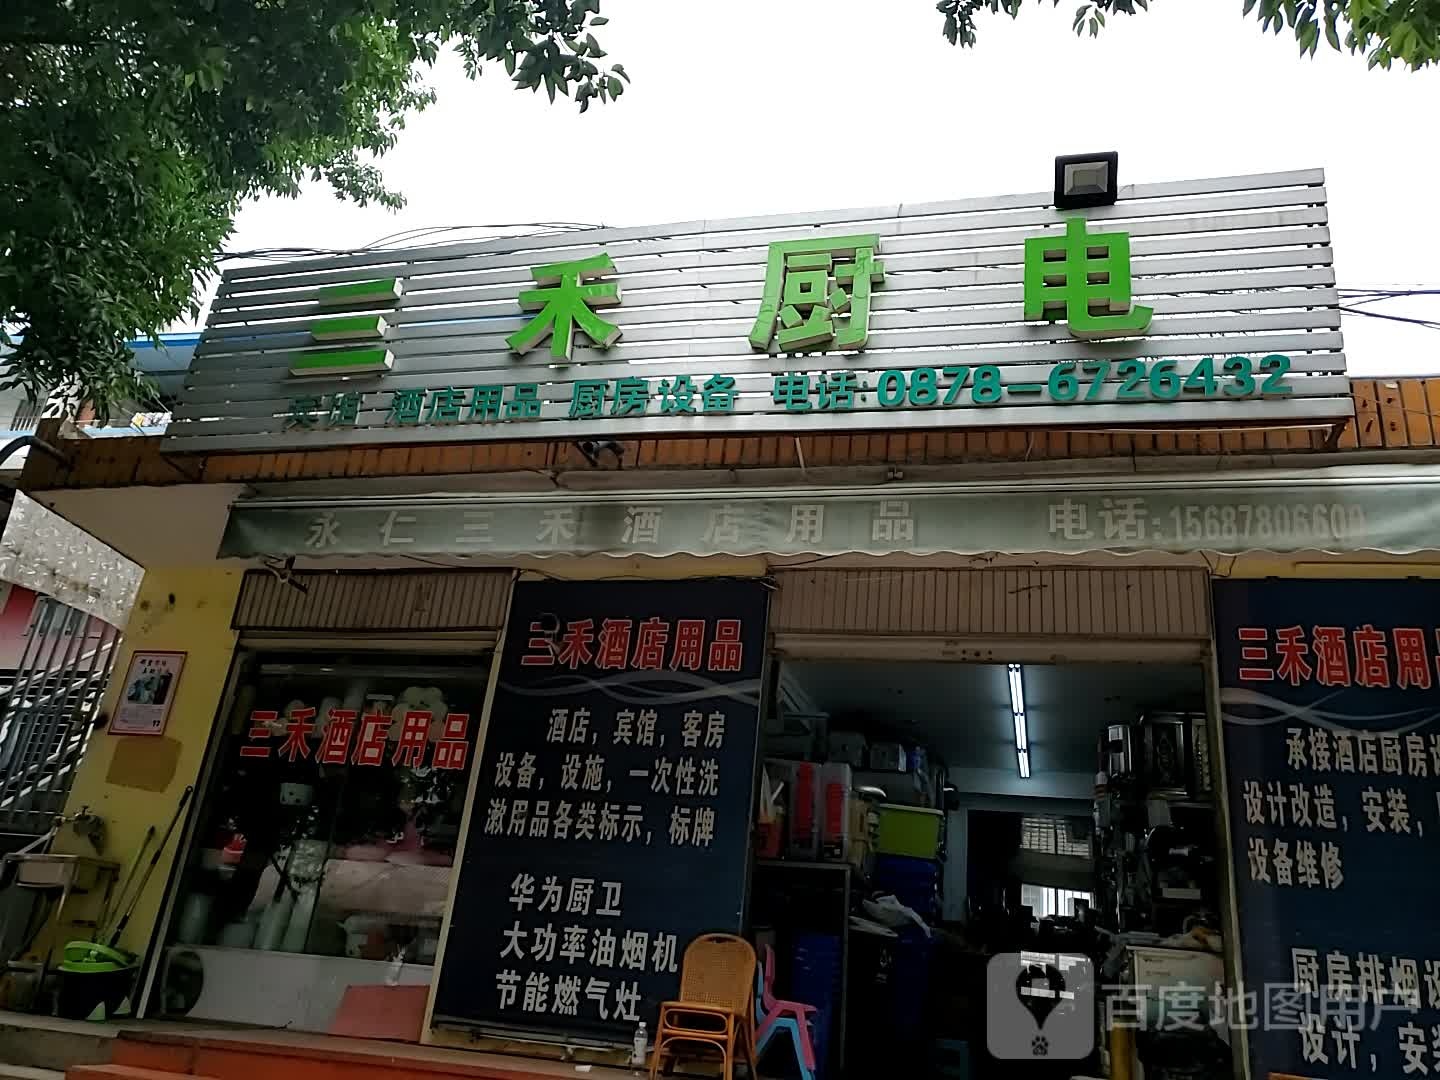 三禾厨电
宾馆 酒店用品 厨房设备 电话:0878-6726432
永仁三禾酒店用品 电话:15687806600
三禾酒店用品
三禾酒店用品
酒店，宾馆，客房
设备，设施，一次性洗
漱用品各类标示，标牌
华为厨卫
大功率油烟机
节能燃气灶
三禾酒店用品
承接酒店厨房设
设计改造，安装，
设备维修
厨房排烟设
设计，安装
百度地图用户